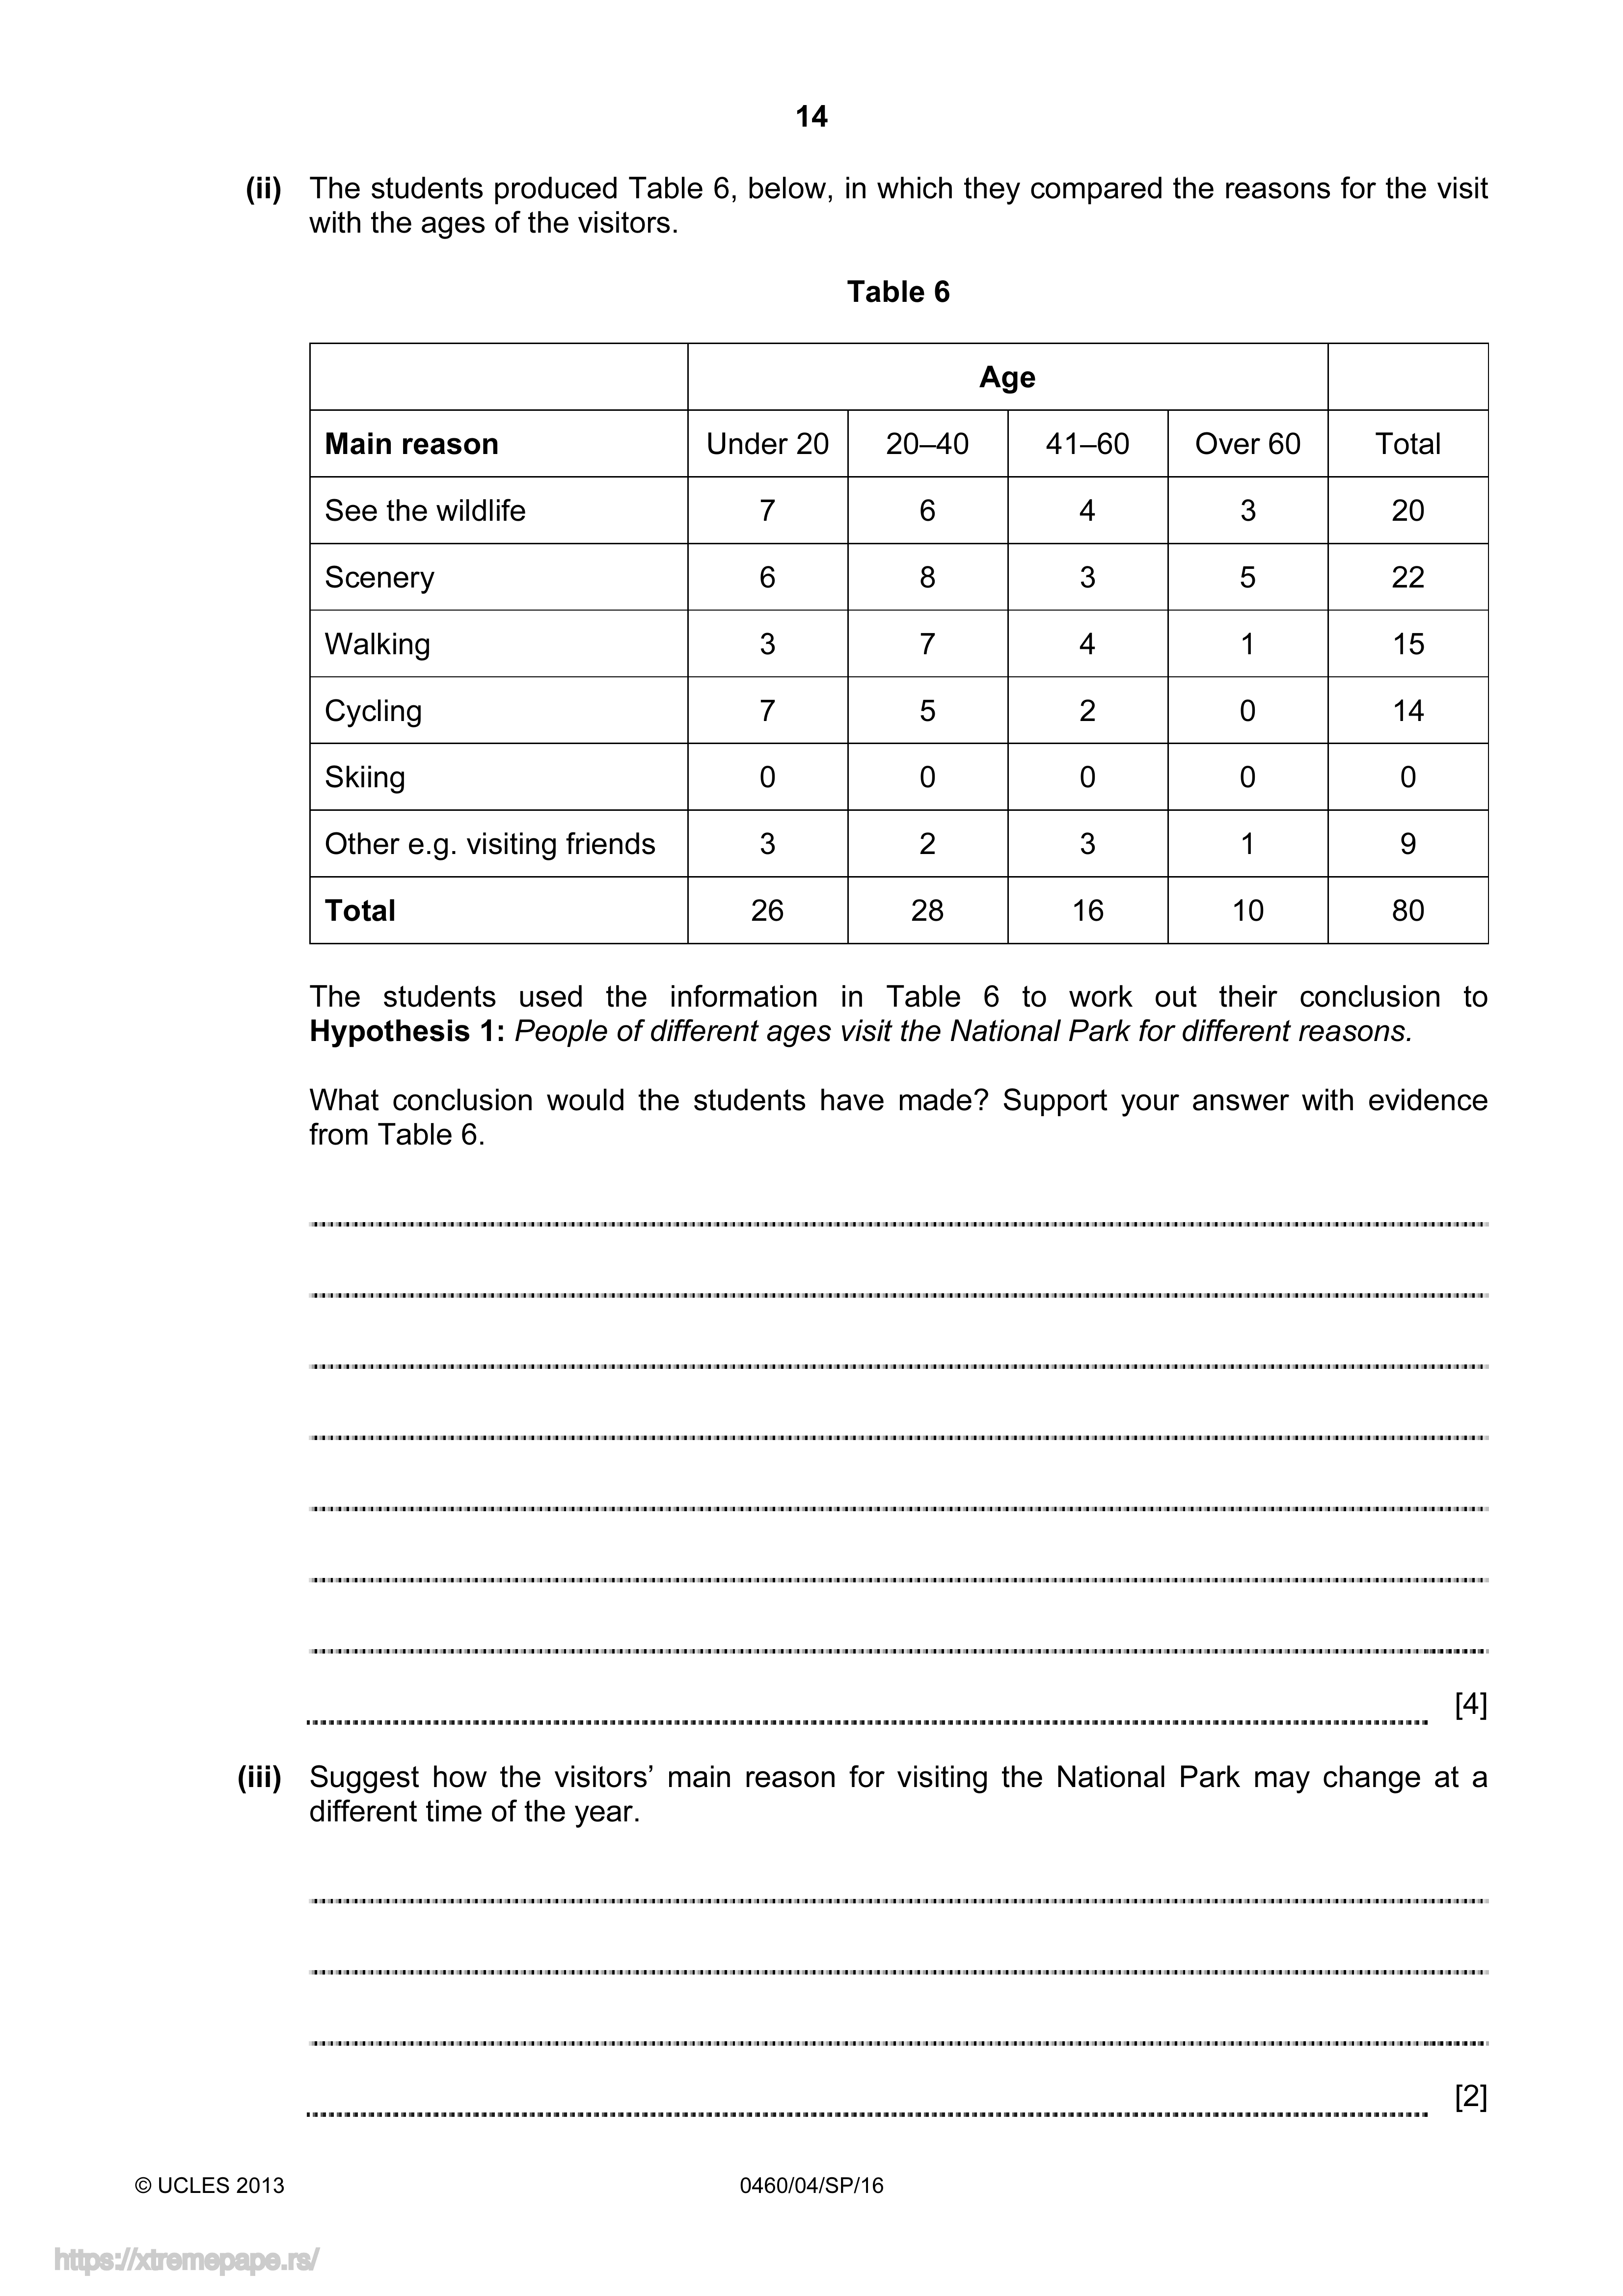 14
(ii) The students produced Table 6, below, in which they compared the reasons for the visit
with the ages of the visitors.
Table 6
Age
Main reason Under 20 20–40 41–60 Over 60 Total
See the wildlife 7 6 4 3 20
Scenery 6 8 3 5 22
Walking 3 7 4 1 15
Cycling 7 5 2 0 14
Skiing 0 0 0 0 0
Other e.g. visiting friends 3 2 3 1 9
Total 26 28 16 10 80
The students used the information in Table 6 to work out their conclusion to
Hypothesis 1: People of different ages visit the National Park for different reasons.
What conclusion would the students have made? Support your answer with evidence
from Table 6.
[4]
(iii) Suggest how the visitors’ main reason for visiting the National Park may change at a
different time of the year.
[2]
© UCLES 2013 0460/04/SP/16
https://xtremepape.rs/